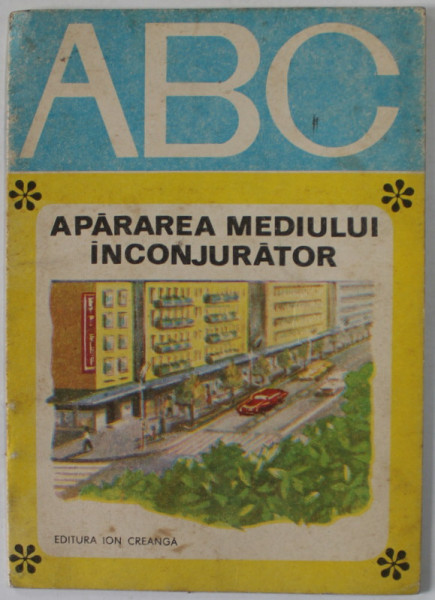 ABC
APĂRAREA MEDIULUI
ÎNCONJURĂTOR
EDITURA ION CREANGĂ